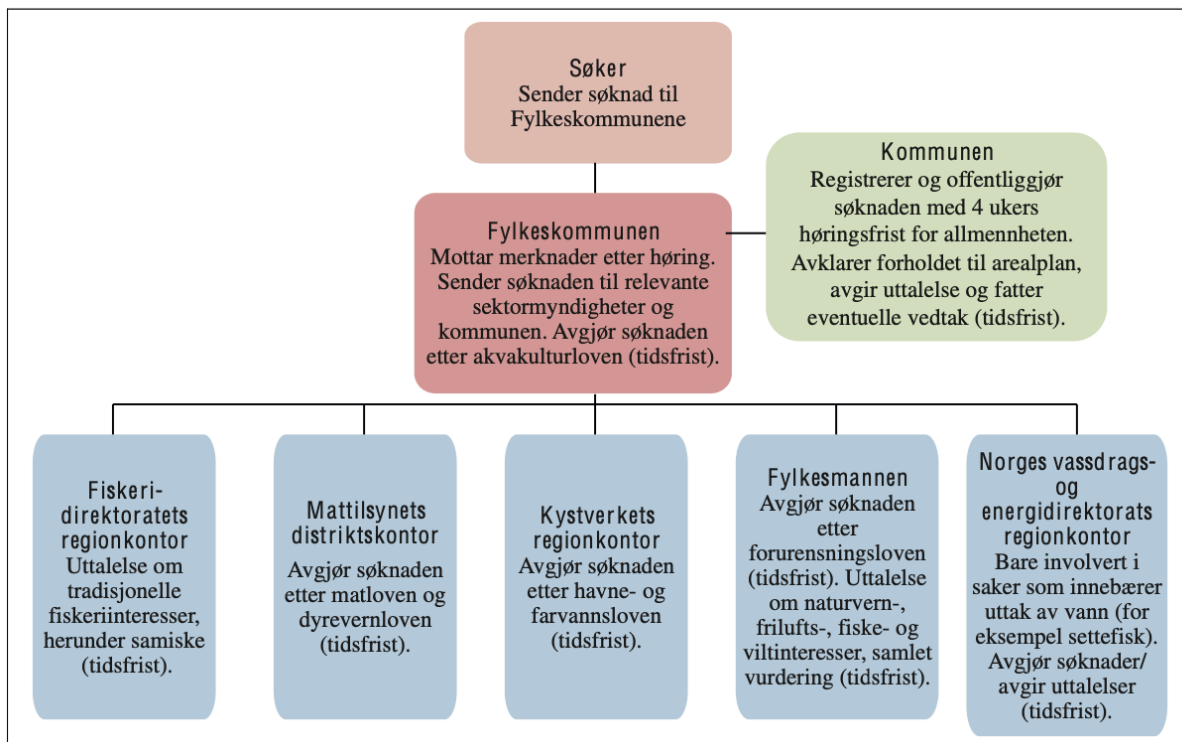 Søker
Sender søknad til
Fylkeskommunene
Kommunen
Registrerer og offentliggjør
søknaden med 4 ukers
høringsfrist for allmennheten.
Avklarer forholdet til arealplan,
avgir uttalelse og fatter
eventuelle vedtak (tidsfrist).
Fylkeskommunen
Mottar merknader etter høring.
Sender søknaden til relevante
sektormyndigheter og
kommunen. Avgjør søknaden
etter akvakulturloven (tidsfrist).
Fiskeri-
direktoratets
regionkontor
Uttalelse om
tradisjonelle
fiskeriinteresser,
herunder samiske
(tidsfrist).
Mattilsynets
distriktskontor
Avgjør søknaden
etter matloven og
dyrevernloven
(tidsfrist).
Kystverkets
regionkontor
Avgjør søknaden
etter havne- og
farvannsloven
(tidsfrist).
Fylkesmannen
Avgjør søknaden
etter
forurensningsloven
(tidsfrist). Uttalelse
om naturvern-,
frilufts-, fiske- og
viltinteresser, samlet
vurdering (tidsfrist).
Norges vassdrags-
og
energidirektorats
regionkontor
Bare involvert i
saker som innebærer
uttak av vann (for
eksempel settefisk).
Avgjør søknader/
avgir uttalelser
(tidsfrist).